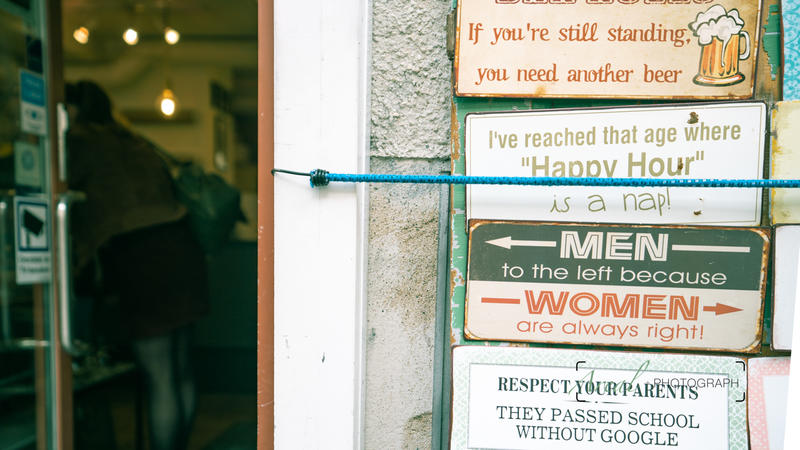 If you're still standing,
you need another beer
I've reached that age where
"Happy Hour"
is a nap!
MEN
to the left because
WOMEN
are always right!
RESPECT YOUR PARENTS
PHOTOGRAPH
THEY PASSED SCHOOL
WITHOUT GOOGLE